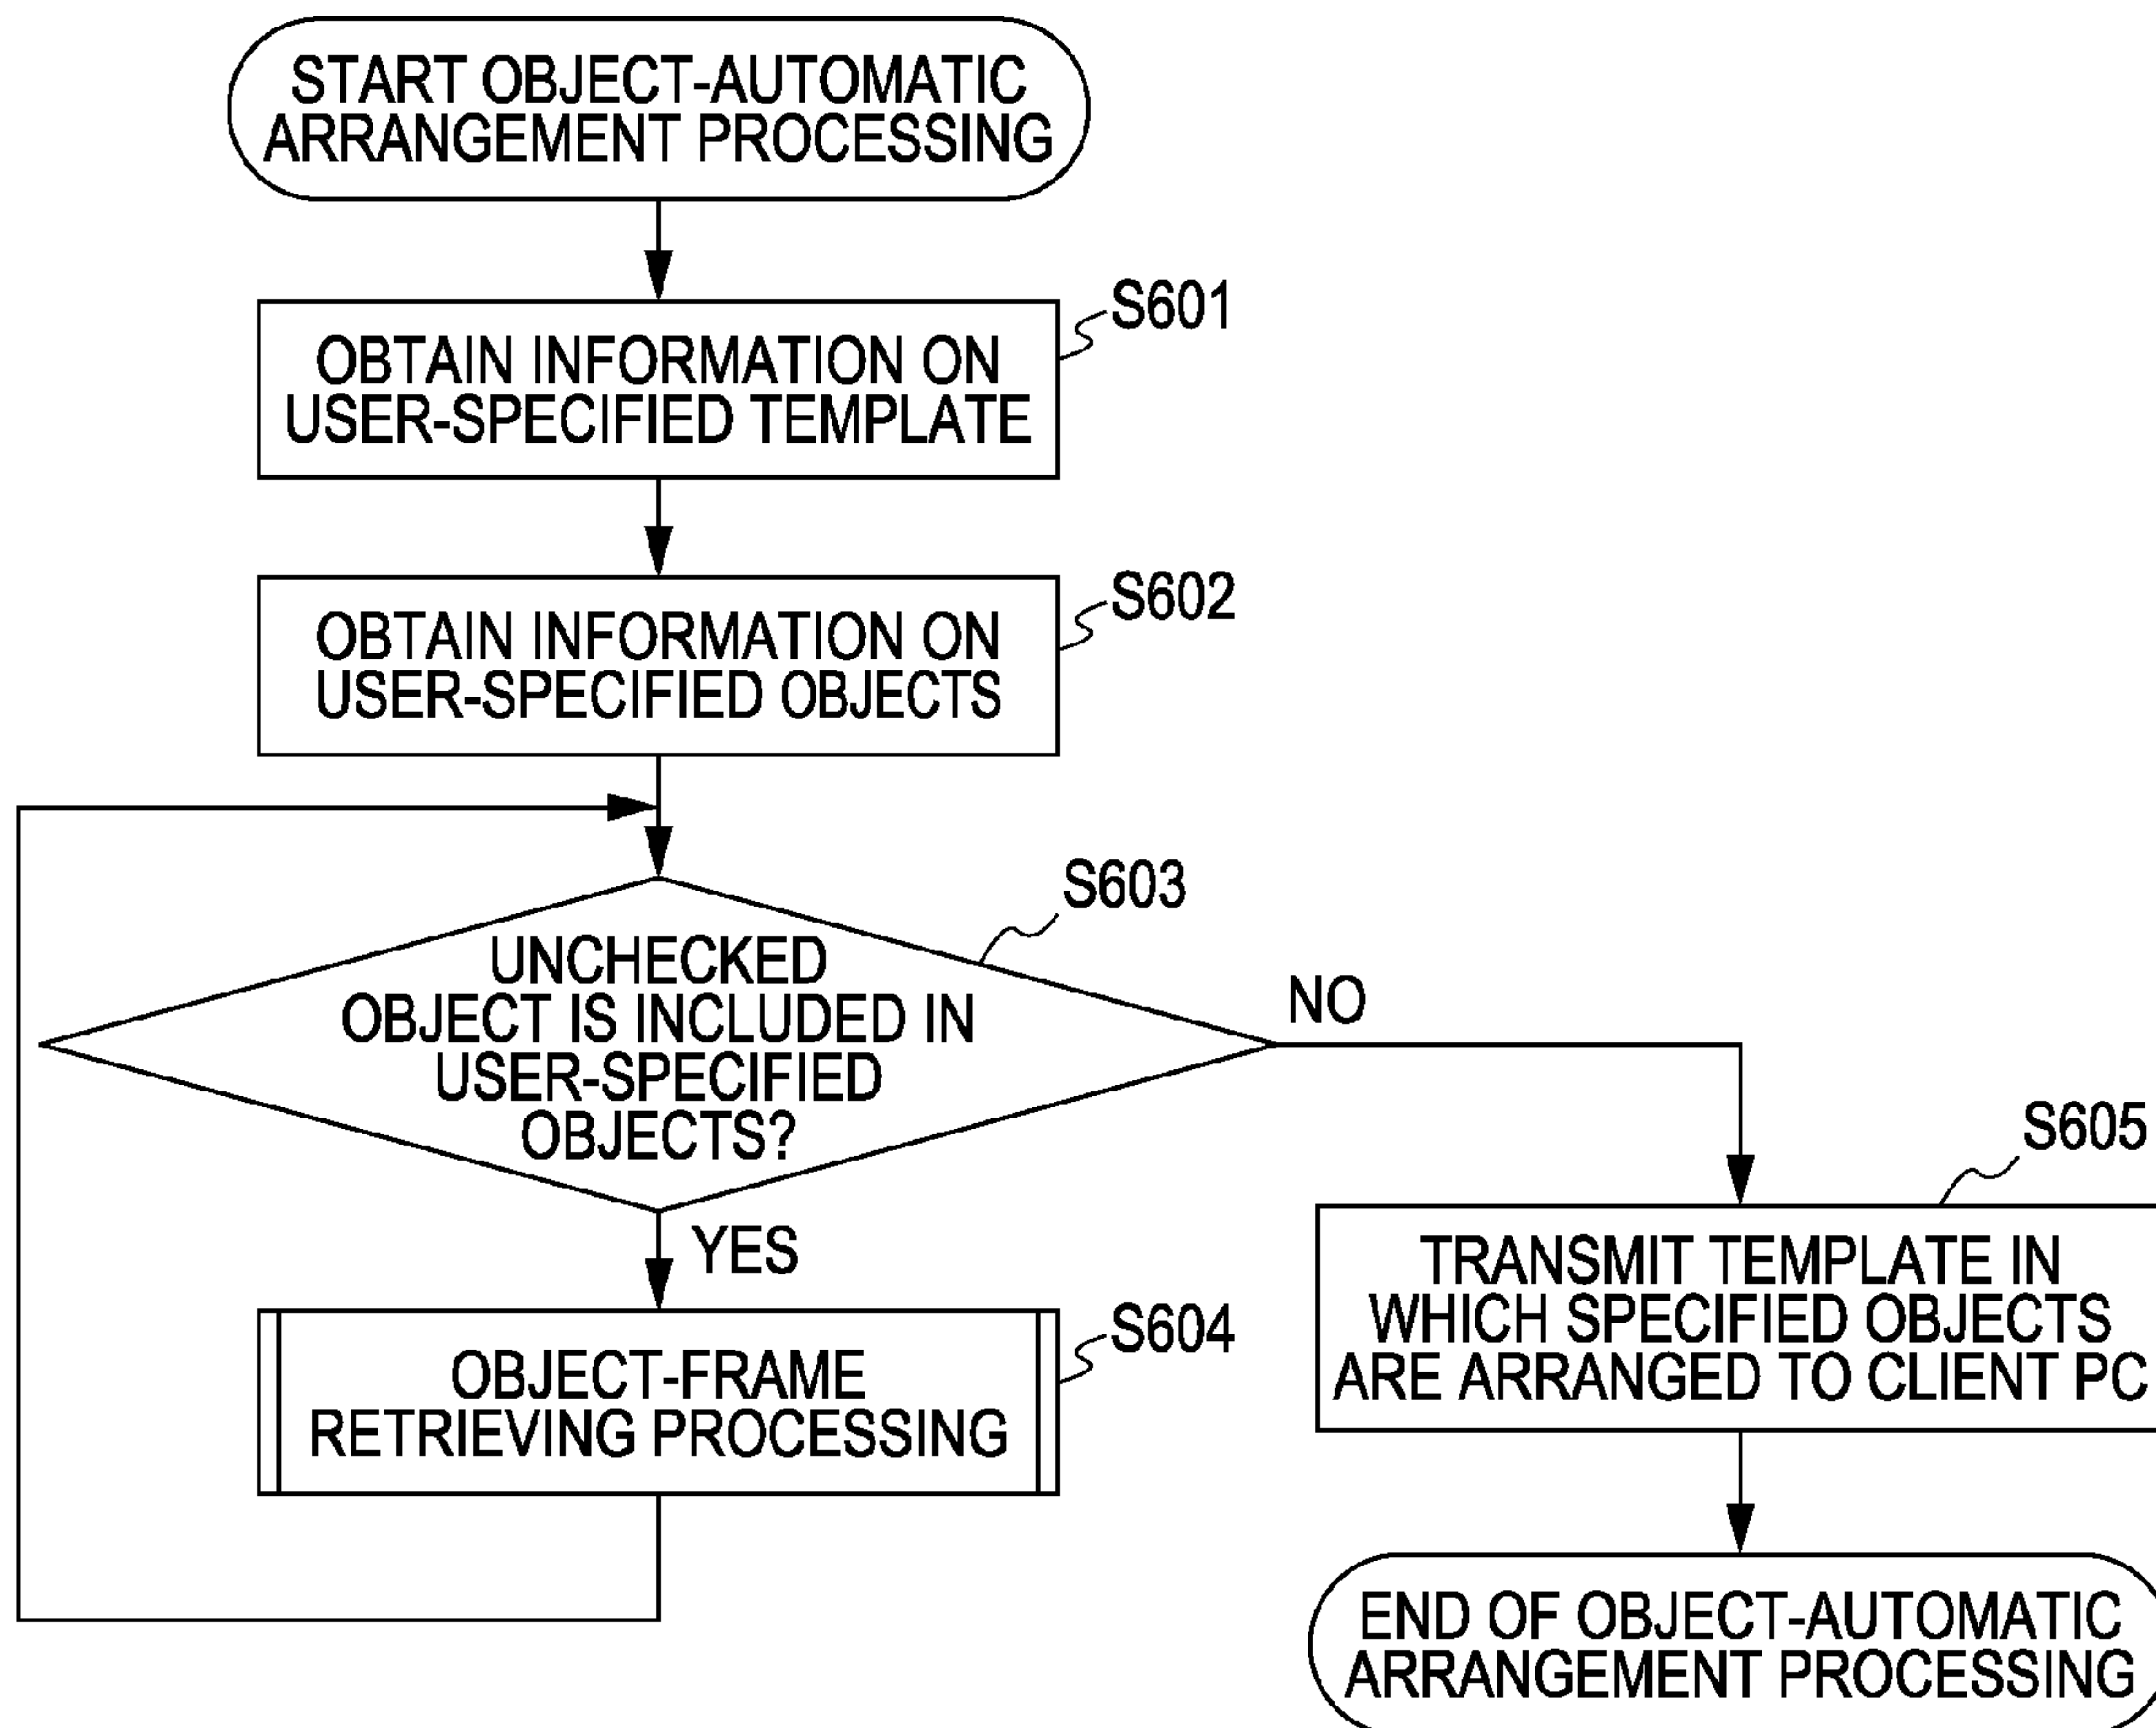 START OBJECT-AUTOMATIC
ARRANGEMENT PROCESSING
S601
OBTAIN INFORMATION ON
USER-SPECIFIED TEMPLATE
S602
OBTAIN INFORMATION ON
USER-SPECIFIED OBJECTS
S603
UNCHECKED
OBJECT IS INCLUDED IN
USER-SPECIFIED
OBJECTS?
NO
YES
S604
OBJECT-FRAME
RETRIEVING PROCESSING
S605
TRANSMIT TEMPLATE IN
WHICH SPECIFIED OBJECTS
ARE ARRANGED TO CLIENT PC
END OF OBJECT-AUTOMATIC
ARRANGEMENT PROCESSING